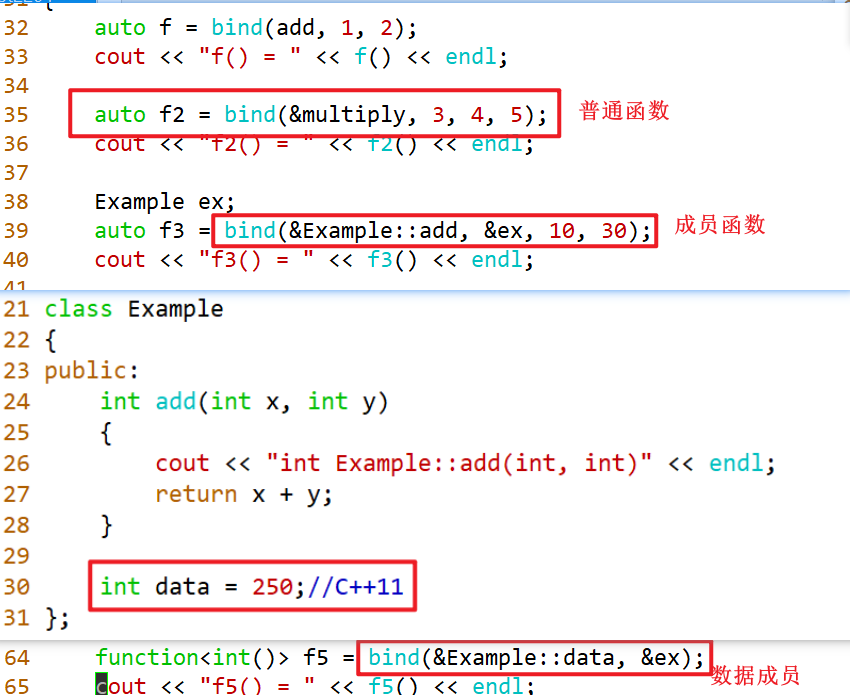 32 auto f = bind(add, 1, 2);
33 cout << "f() = " << f() << endl;
34
35 auto f2 = bind(&multiply, 3, 4, 5); 普通函数
36 cout << "f2() = " << f2() << endl;
37
38 Example ex;
39 auto f3 = bind(&Example::add, &ex, 10, 30); 成员函数
40 cout << "f3() = " << f3() << endl;
41
21 class Example
22 {
23 public:
24 int add(int x, int y)
25 {
26 cout << "int Example::add(int, int)" << endl;
27 return x + y;
28 }
29
30 int data = 250;//C++11
31 };
64 function<int()> f5 = bind(&Example::data, &ex); 数据成员
65 cout << "f5() = " << f5() << endl;